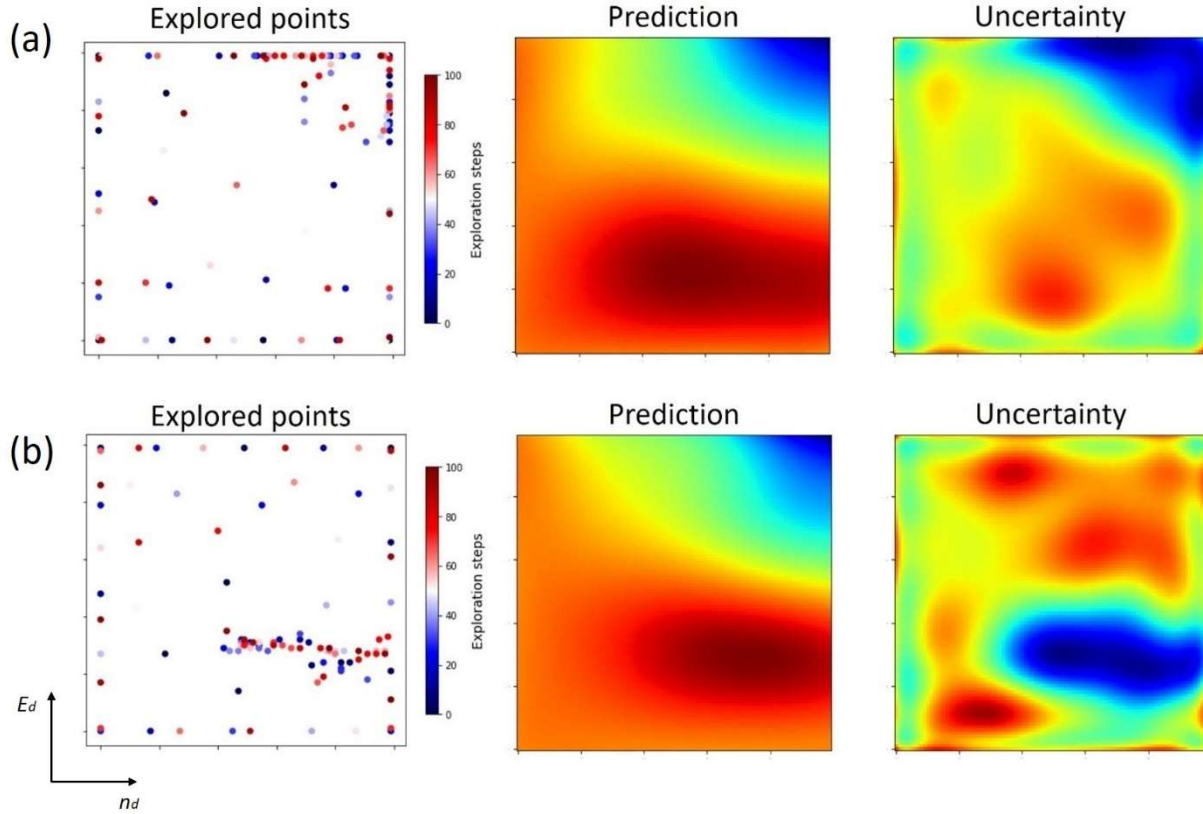 (a)
Explored points
Prediction
Uncertainty
100
80
60
40
20
0
Exploration steps
(b)
Explored points
Prediction
Uncertainty
100
80
60
40
20
0
Exploration steps
Ed
nd